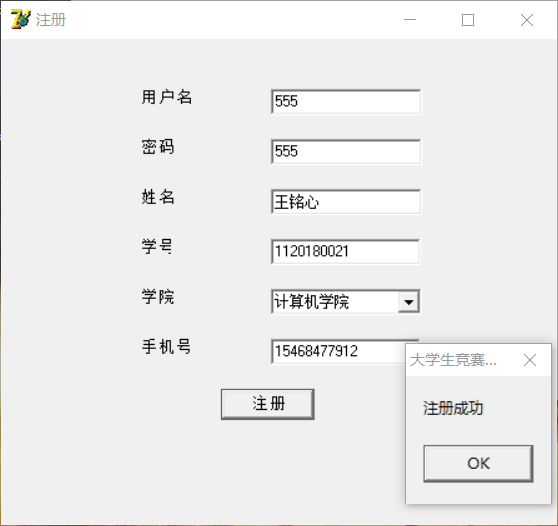 注册
用户名 555
密码 555
姓名 王铭心
学号 1120180021
学院 计算机学院
手机号 15468477912
注册
大学生竞赛...
注册成功
OK